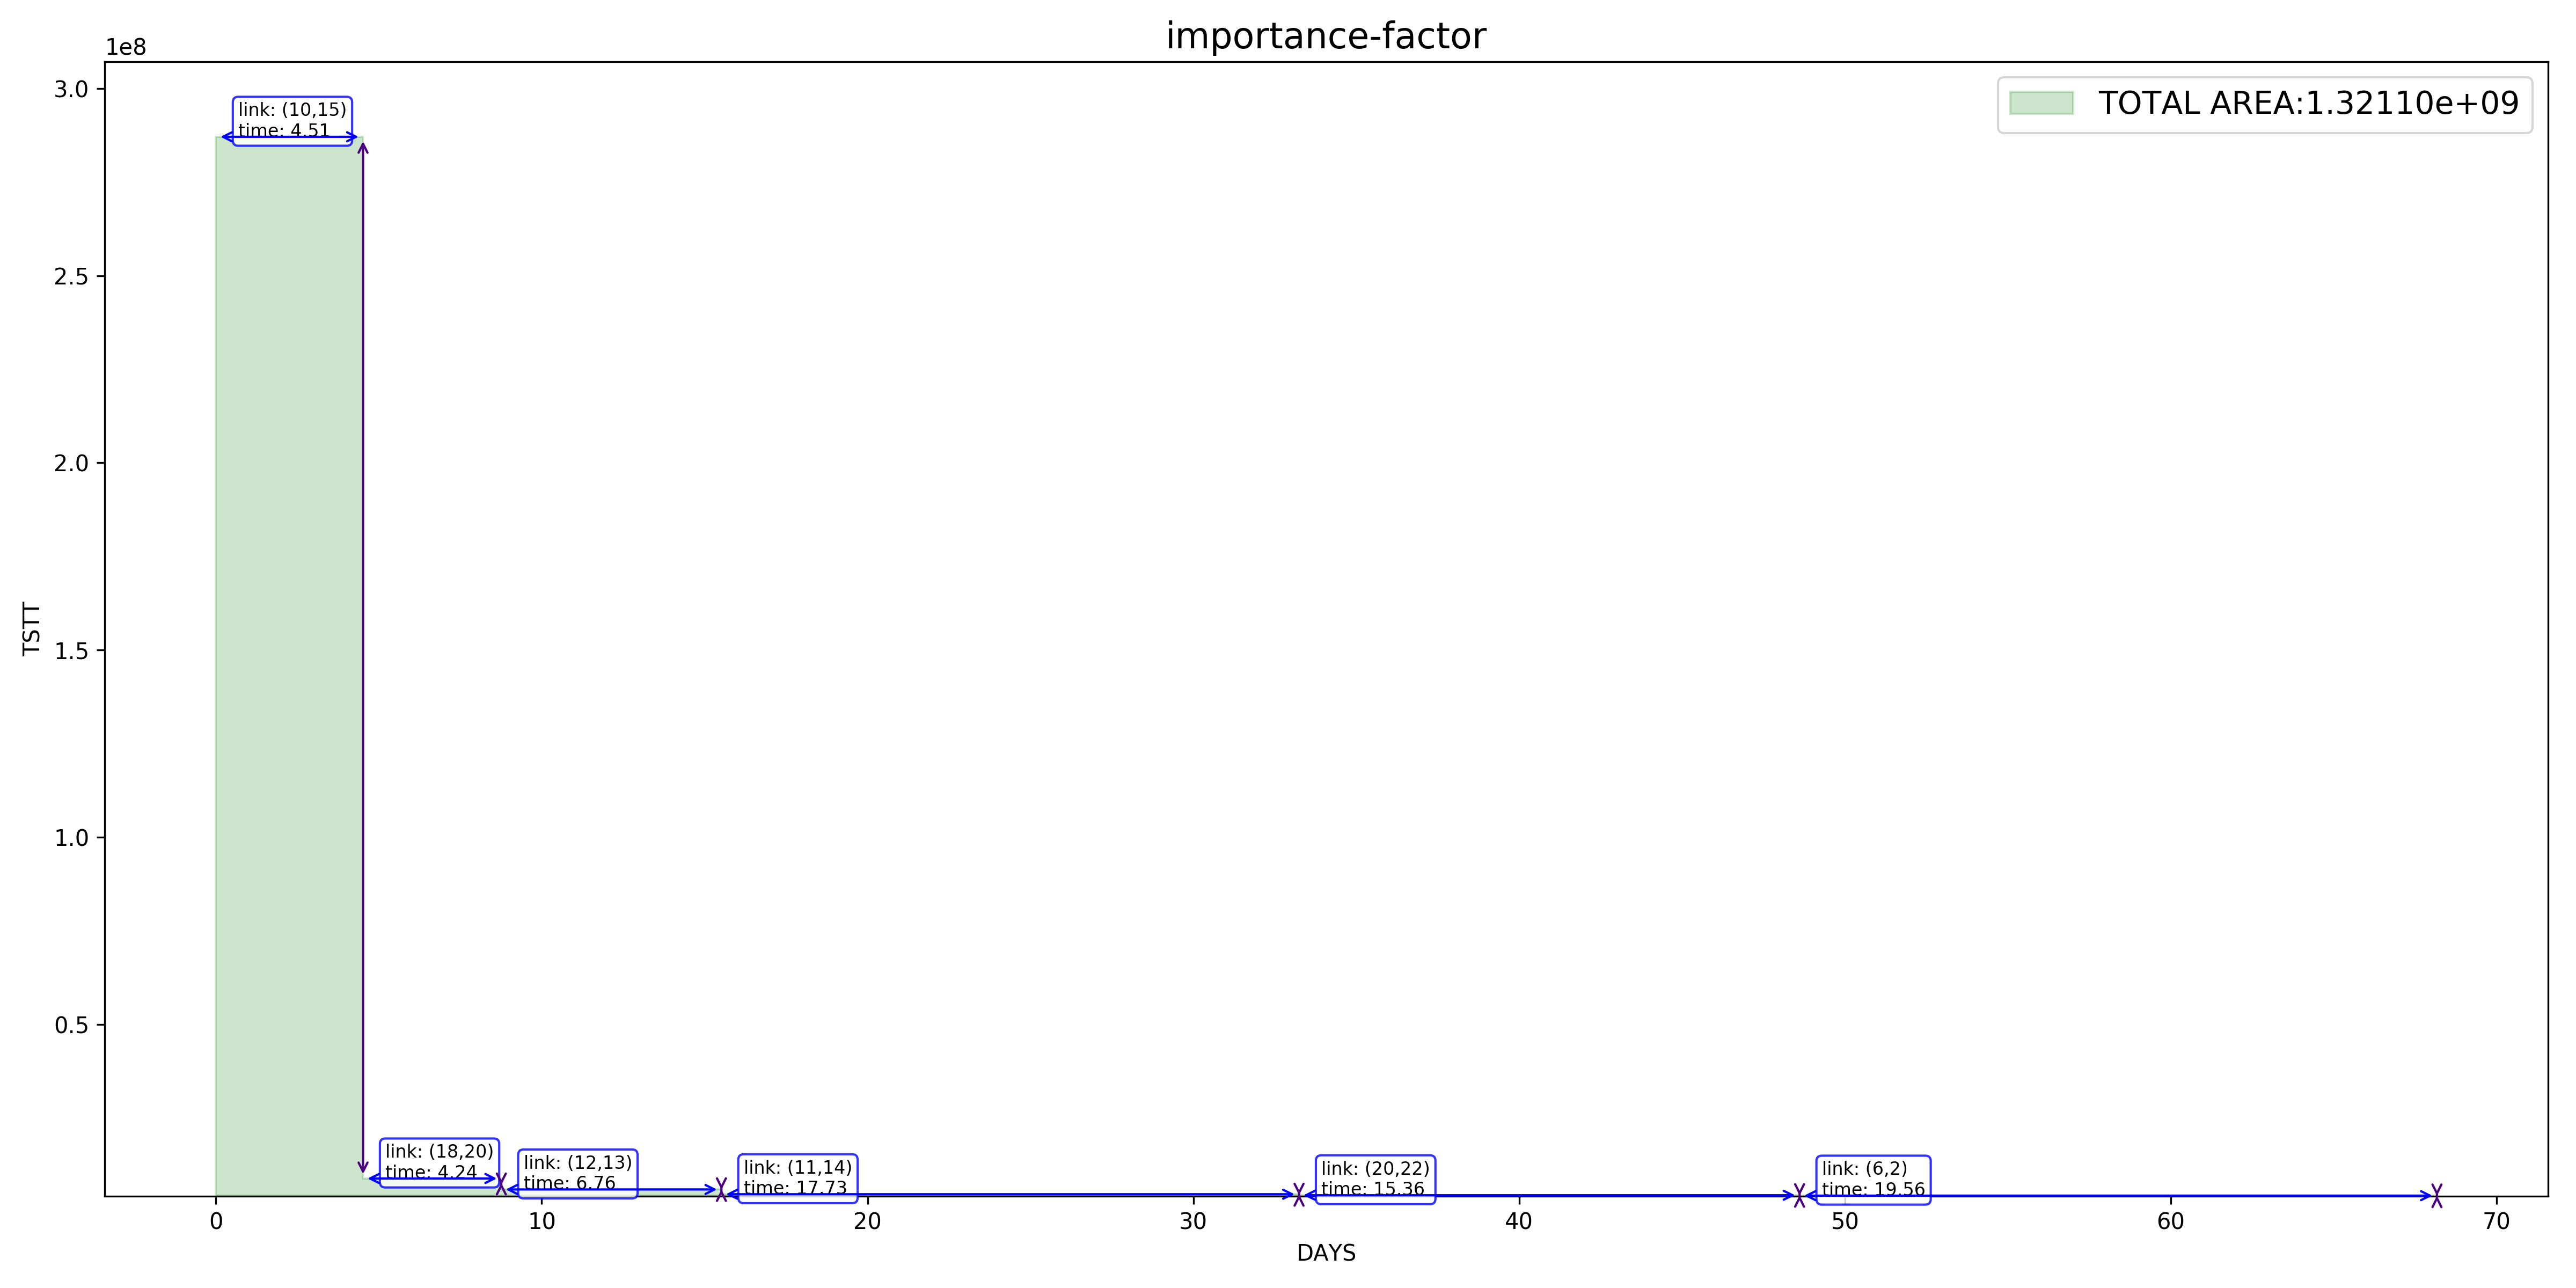 importance-factor
1e8
3.0
2.5
2.0
1.5
1.0
0.5
TSTT
TOTAL AREA:1.32110e+09
link: (10,15)
time: 4.51
link: (18,20)
time: 4.24
link: (12,13)
time: 6.76
link: (11,14)
time: 17.73
link: (20,22)
time: 15.36
link: (6,2)
time: 19.56
0
10
20
30
40
50
60
70
DAYS